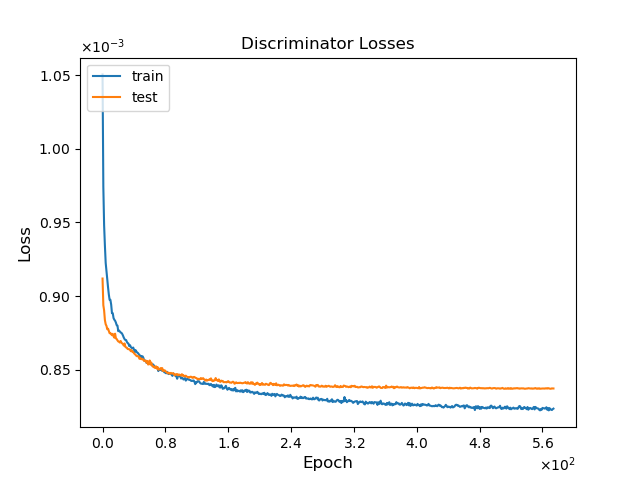 Discriminator Losses
×10⁻³
1.05
1.00
0.95
0.90
0.85
Loss
train
test
0.0 0.8 1.6 2.4 3.2 4.0 4.8 5.6
Epoch
×10²